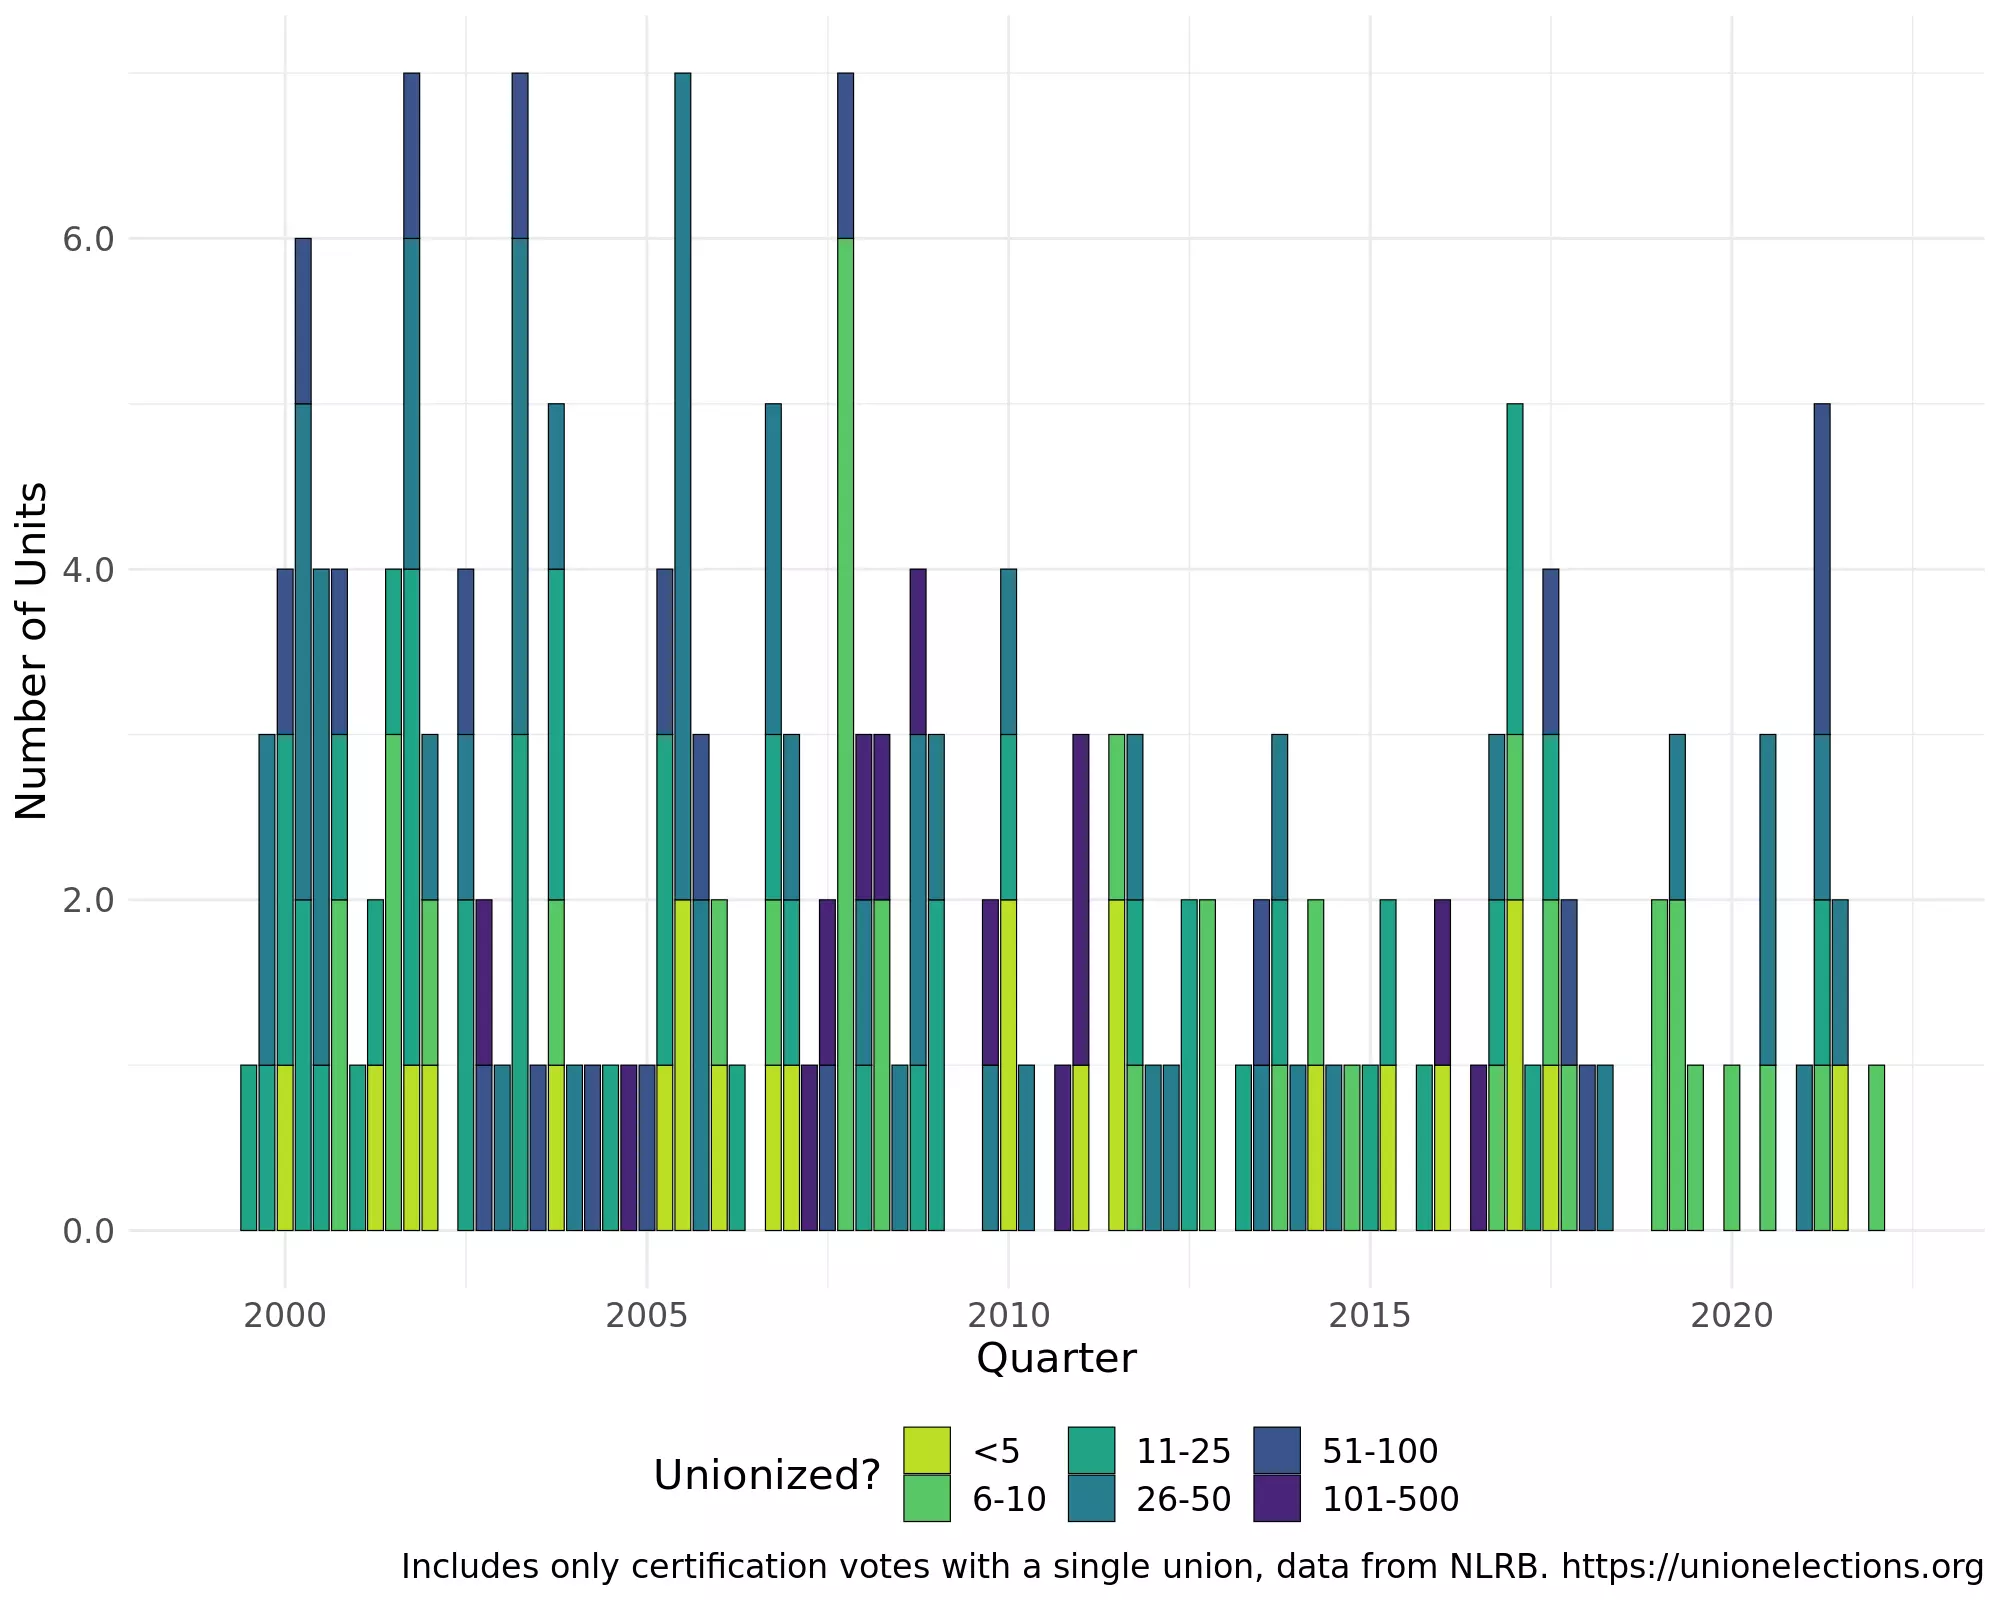 6.0
4.0
2.0
0.0
Number of Units
2000 2005 2010 2015 2020
Quarter
Unionized?
<5 11-25 51-100
6-10 26-50 101-500
Includes only certification votes with a single union, data from NLRB. https://unionelections.org